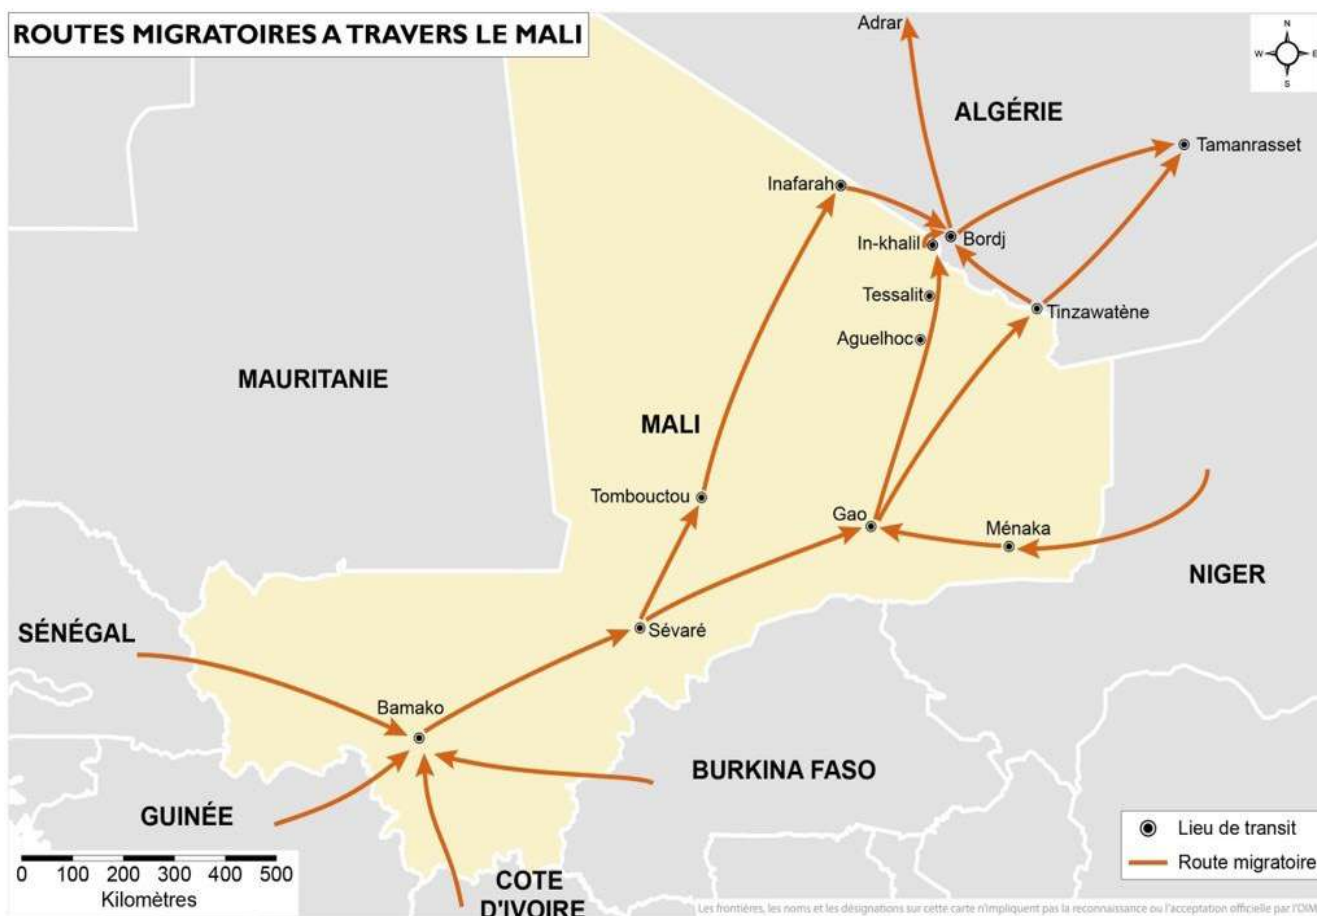 ROUTES MIGRATOIRES A TRAVERS LE MALI
Adrar
N
W
E
S
ALGÉRIE
Tamanrasset
Inafarah
In-khalil
Bordj
Tessalit
Tinzawatène
Aguelhoc
MAURITANIE
MALI
Tombouctou
Gao
Ménaka
NIGER
SÉNÉGAL
Sévaré
Bamako
BURKINA FASO
GUINÉE
COTE
D'IVOIRE
0 100 200 300 400 500
Kilomètres
Lieu de transit
Route migratoire
Les frontières, les noms et les désignations sur cette carte n'impliquent pas la reconnaissance ou l'acceptation officielle par l'OIM